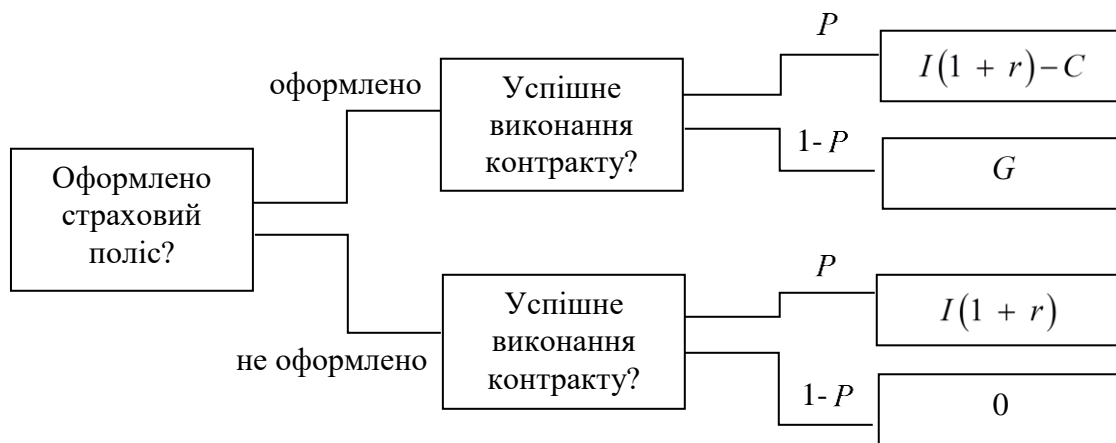 Оформлено
страховий
поліс?
оформлено
не оформлено
Успішне
виконання
контракту?
P
I(1 + r) − C
1- P
G
Успішне
виконання
контракту?
P
I(1 + r)
1- P
0